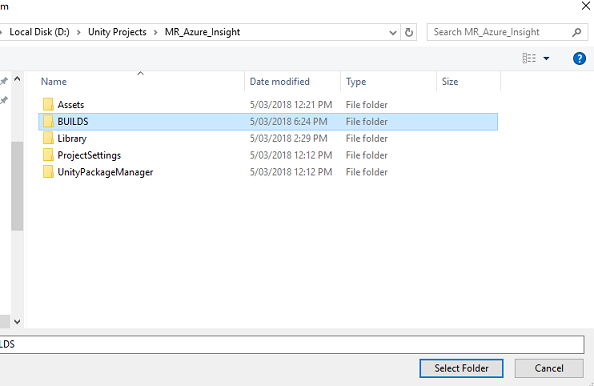 m
Local Disk (D:) › Unity Projects › MR_Azure_Insight
Search MR_Azure_Insight
Name Date modified Type Size
Assets 5/03/2018 12:21 PM File folder
BUILDS 5/03/2018 6:24 PM File folder
Library 5/03/2018 2:29 PM File folder
ProjectSettings 5/03/2018 12:12 PM File folder
UnityPackageManager 5/03/2018 12:12 PM File folder
LDS
Select Folder Cancel